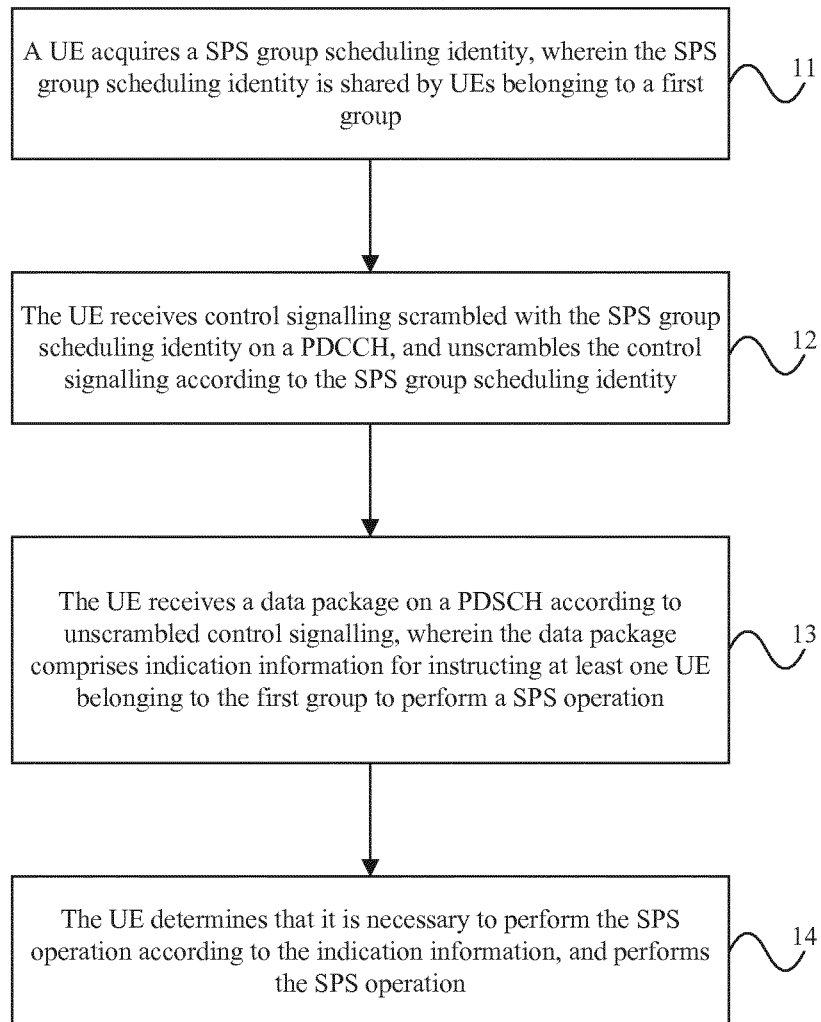 A UE acquires a SPS group scheduling identity, wherein the SPS
group scheduling identity is shared by UEs belonging to a first
group
11
The UE receives control signalling scrambled with the SPS group
scheduling identity on a PDCCH, and unscrambles the control
signalling according to the SPS group scheduling identity
12
The UE receives a data package on a PDSCH according to
unscrambled control signalling, wherein the data package
comprises indication information for instructing at least one UE
belonging to the first group to perform a SPS operation
13
The UE determines that it is necessary to perform the SPS
operation according to the indication information, and performs
the SPS operation
14